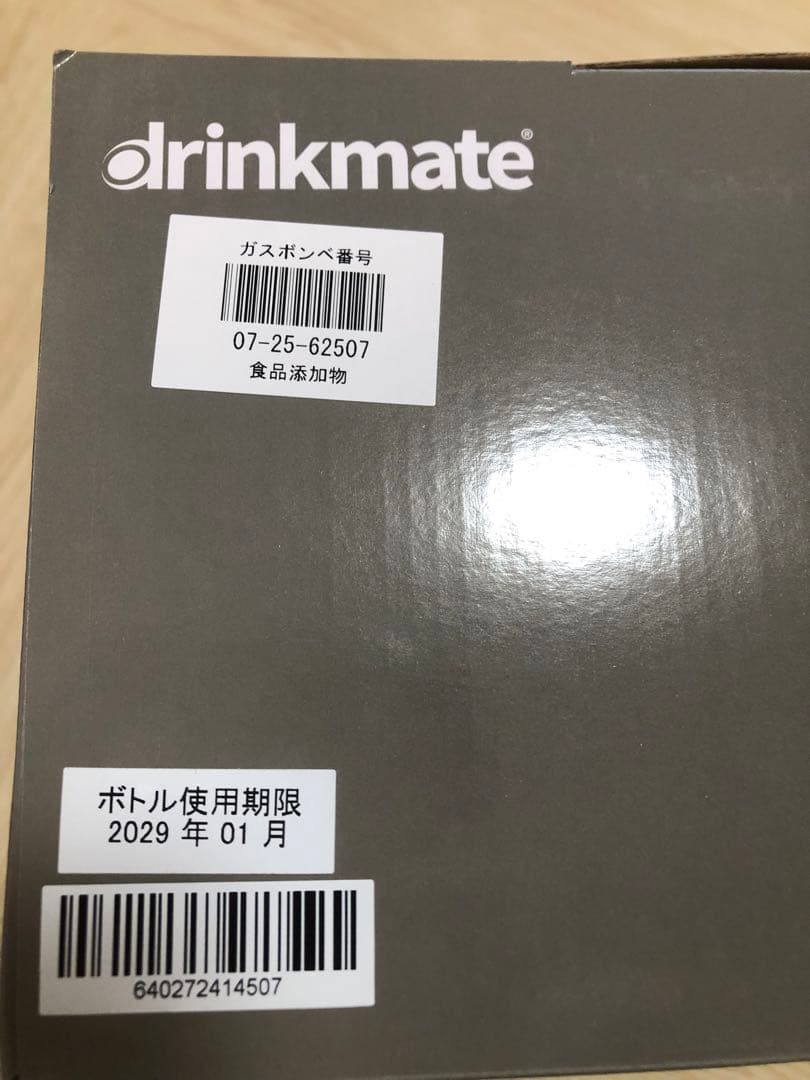 drinkmate®
ガスボンベ番号
07-25-62507
食品添加物
ボトル使用期限
2029 年 01 月
640272414507